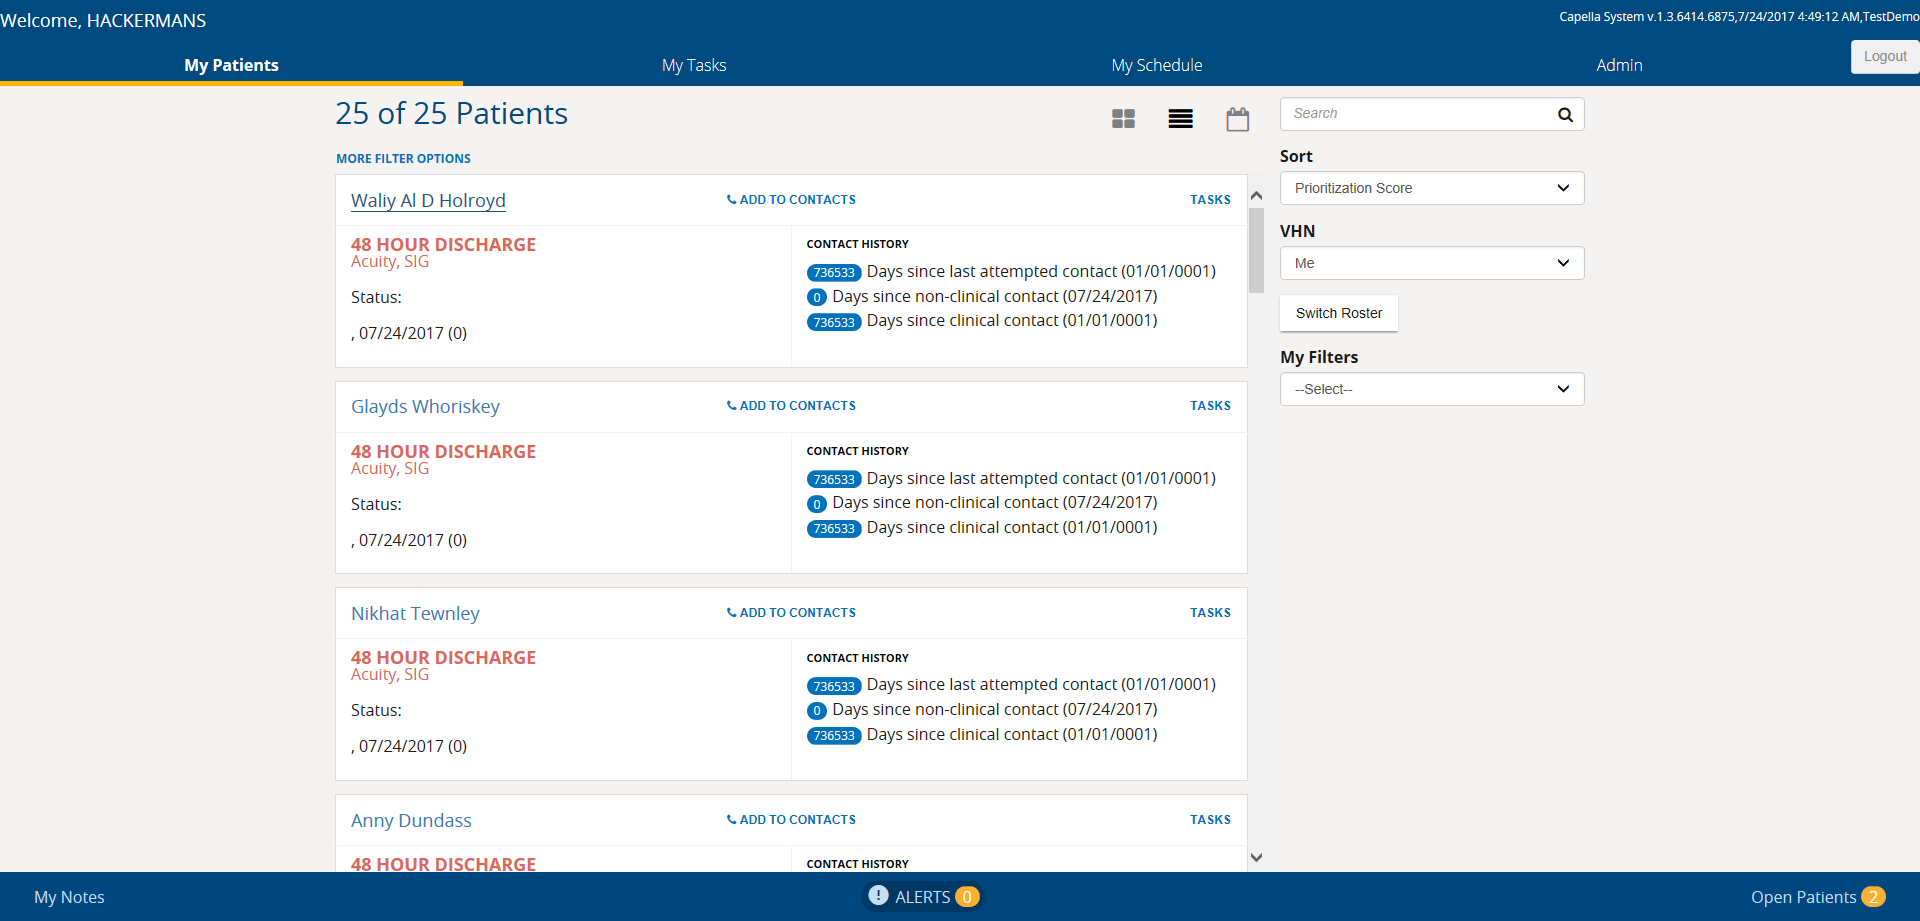 Welcome, HACKERMANS
Capella System v.1.3.6414.6875,7/24/2017 4:49:12 AM,TestDemo
My Patients
My Tasks
My Schedule
Admin
Logout
25 of 25 Patients
MORE FILTER OPTIONS
Waliy Al D Holroyd
ADD TO CONTACTS
TASKS
48 HOUR DISCHARGE
Acuity, SIG
Status:
, 07/24/2017 (0)
CONTACT HISTORY
736533 Days since last attempted contact (01/01/0001)
0 Days since non-clinical contact (07/24/2017)
736533 Days since clinical contact (01/01/0001)
Glayds Whoriskey
ADD TO CONTACTS
TASKS
48 HOUR DISCHARGE
Acuity, SIG
Status:
, 07/24/2017 (0)
CONTACT HISTORY
736533 Days since last attempted contact (01/01/0001)
0 Days since non-clinical contact (07/24/2017)
736533 Days since clinical contact (01/01/0001)
Nikhat Tewnley
ADD TO CONTACTS
TASKS
48 HOUR DISCHARGE
Acuity, SIG
Status:
, 07/24/2017 (0)
CONTACT HISTORY
736533 Days since last attempted contact (01/01/0001)
0 Days since non-clinical contact (07/24/2017)
736533 Days since clinical contact (01/01/0001)
Anny Dundass
ADD TO CONTACTS
TASKS
48 HOUR DISCHARGE
CONTACT HISTORY
Search
Sort
Prioritization Score
VHN
Me
Switch Roster
My Filters
--Select--
My Notes
! ALERTS 0
Open Patients 2